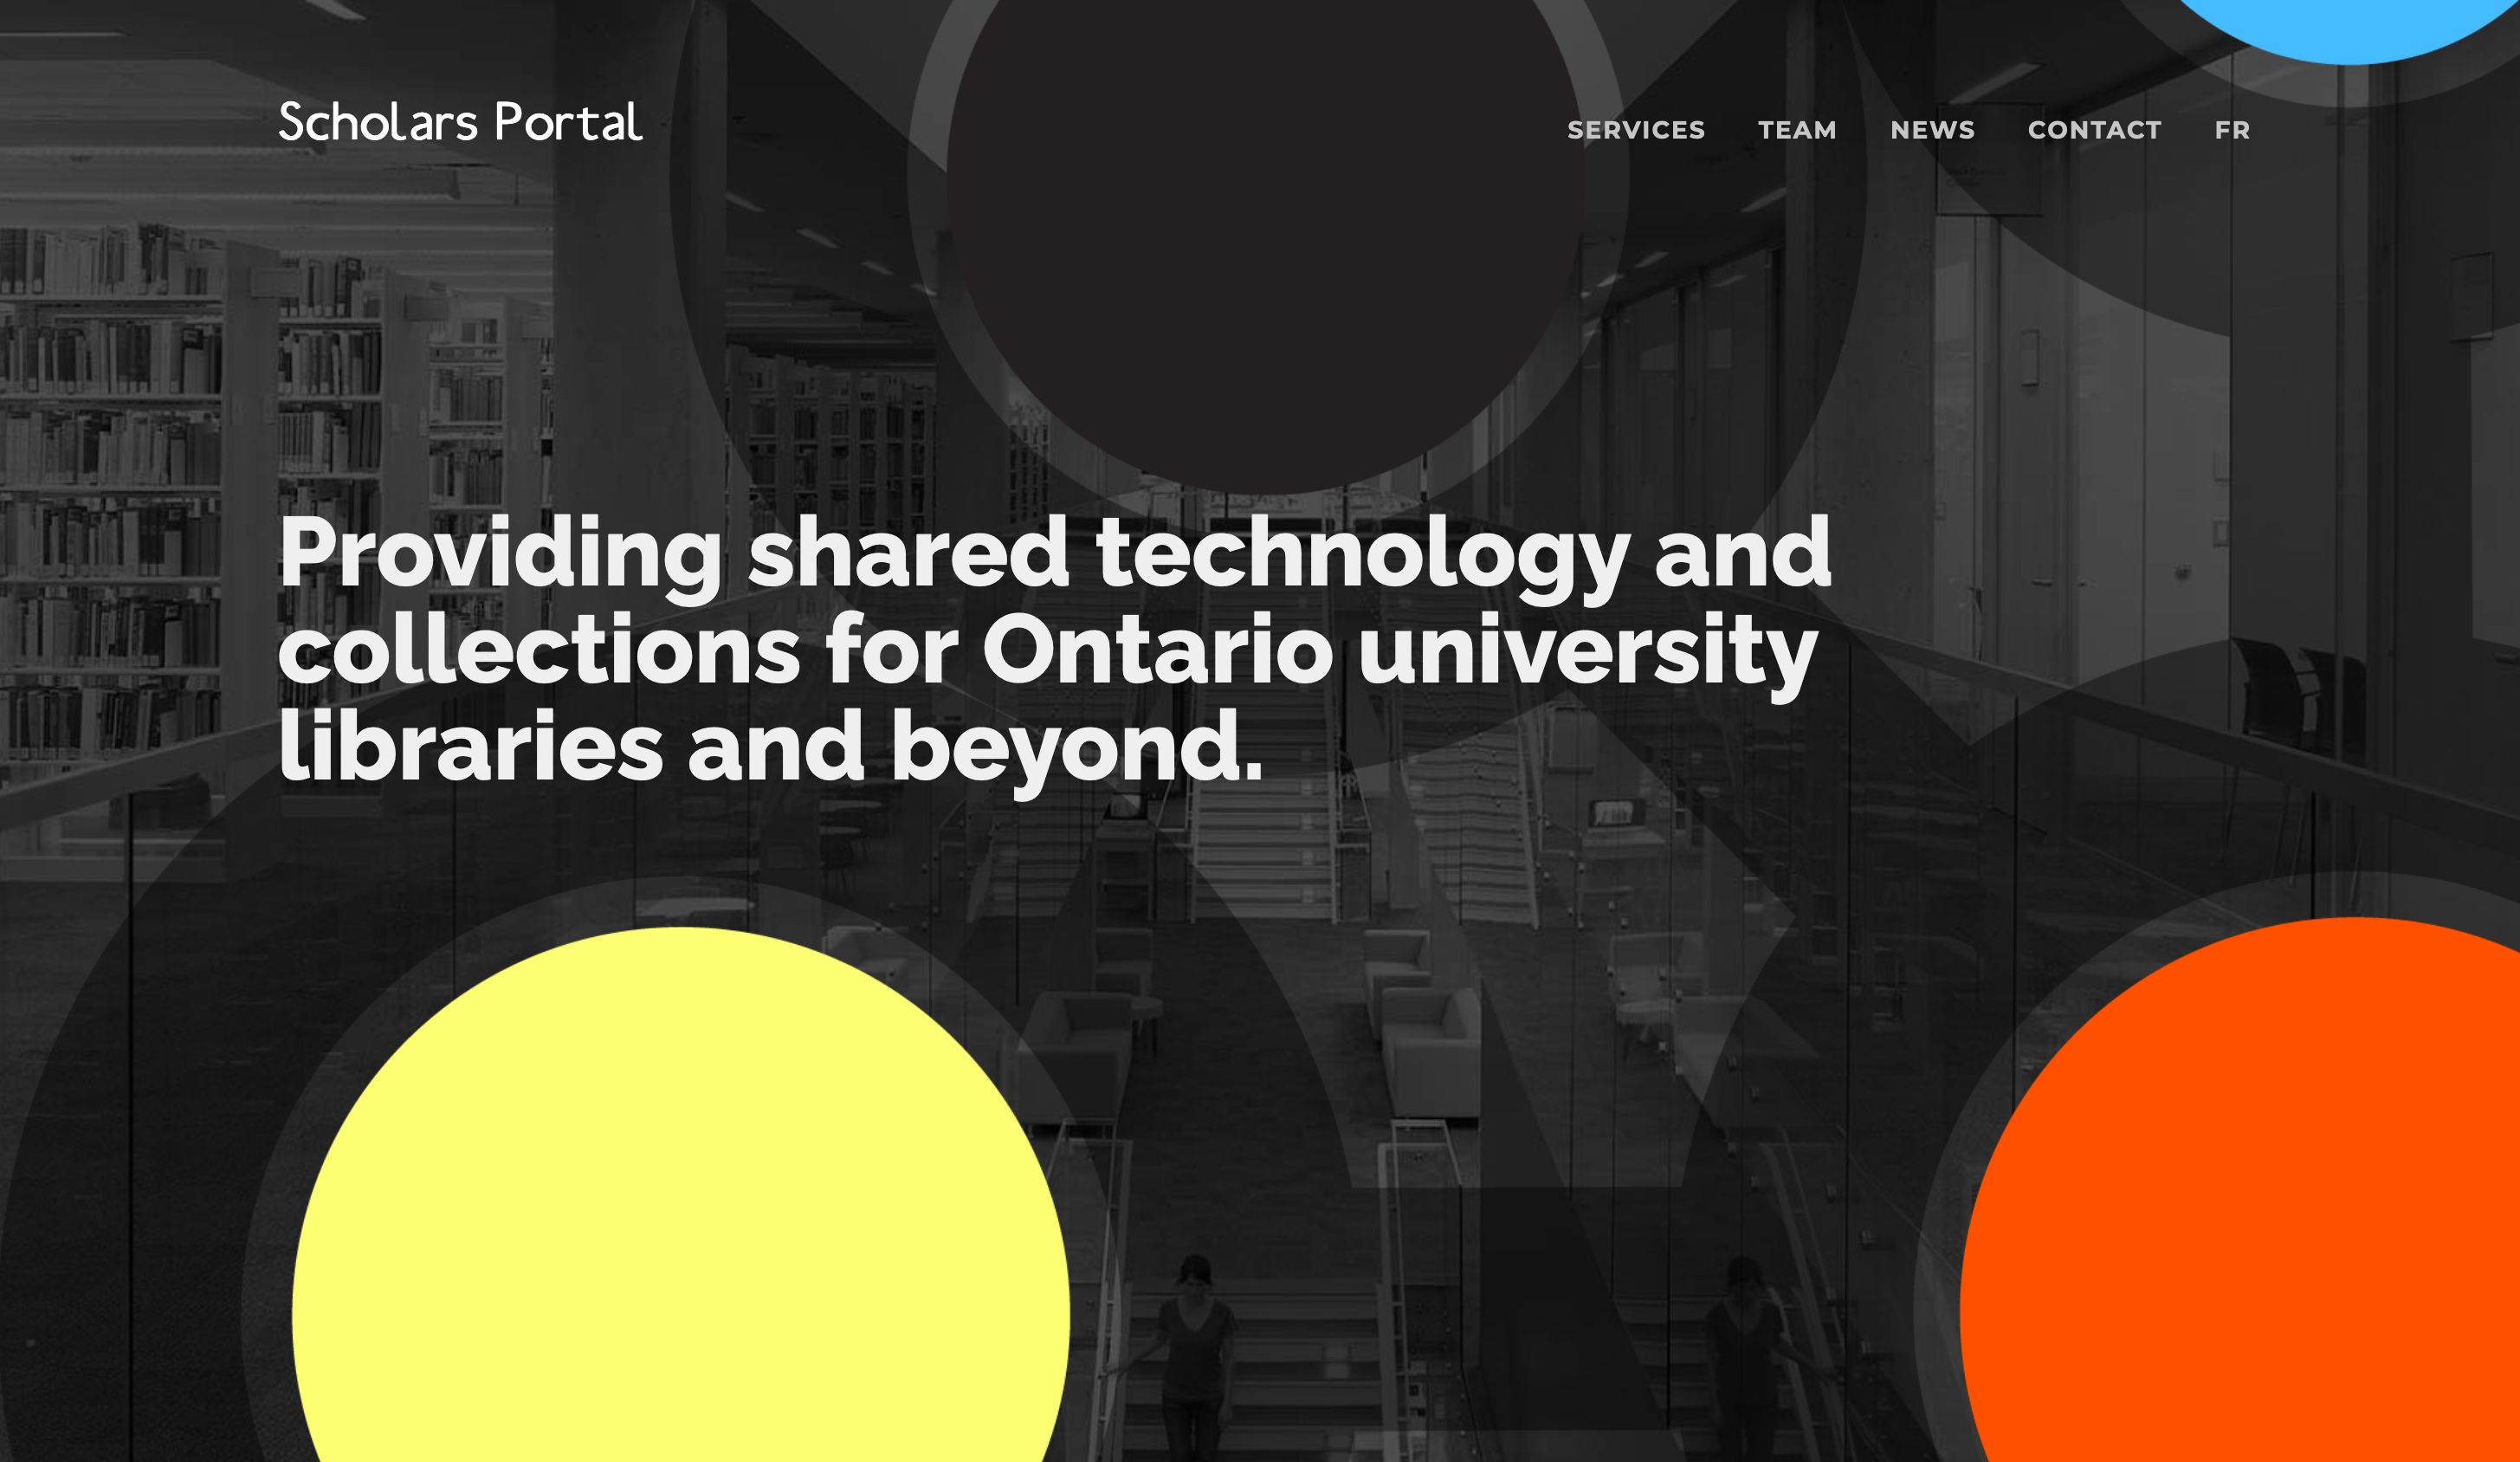 Scholars Portal
SERVICES TEAM NEWS CONTACT FR
Providing shared technology and
collections for Ontario university
libraries and beyond.